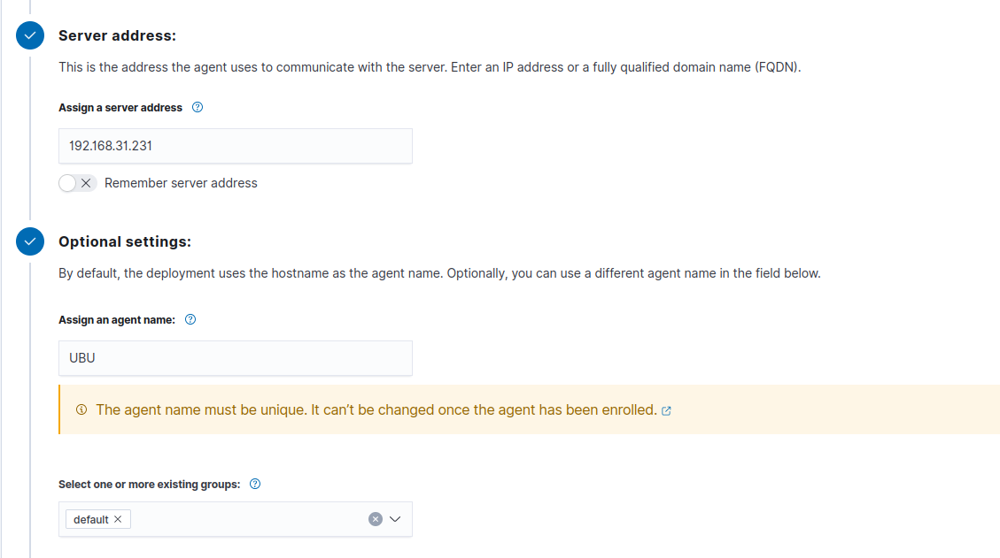 Server address:
This is the address the agent uses to communicate with the server. Enter an IP address or a fully qualified domain name (FQDN).
Assign a server address
192.168.31.231
Remember server address
Optional settings:
By default, the deployment uses the hostname as the agent name. Optionally, you can use a different agent name in the field below.
Assign an agent name:
UBU
The agent name must be unique. It can’t be changed once the agent has been enrolled.
Select one or more existing groups:
default